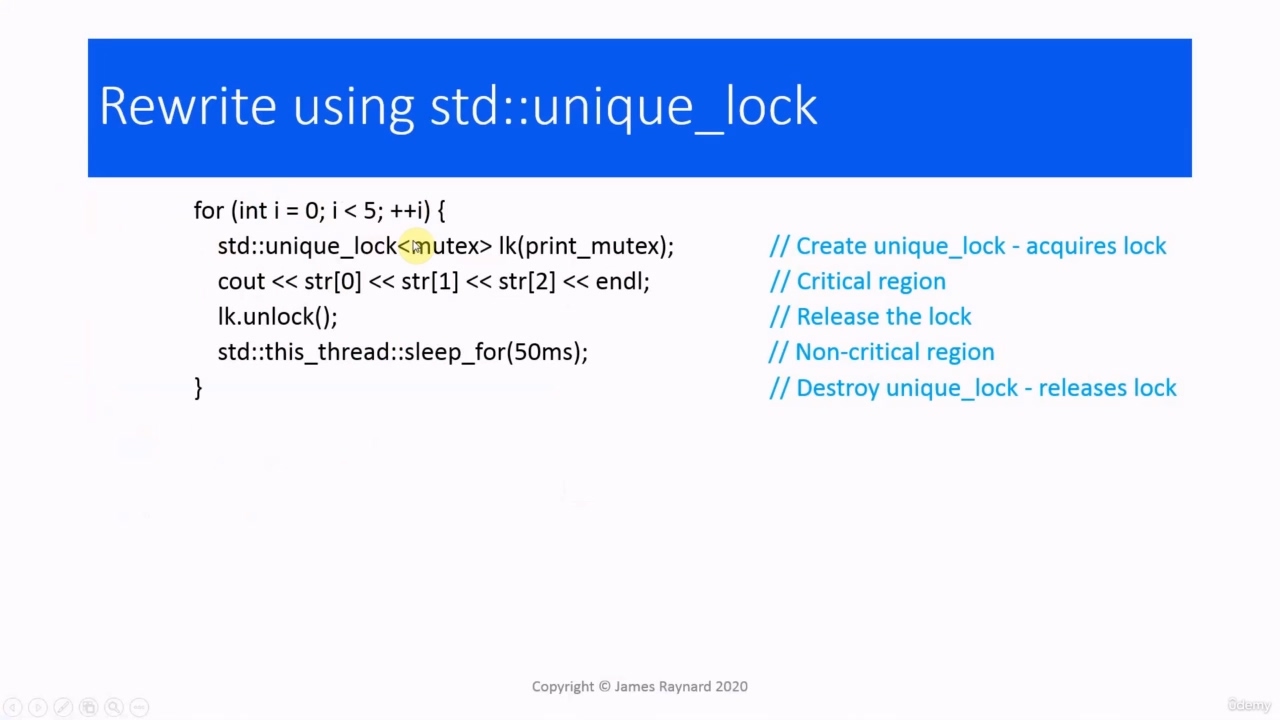 Rewrite using std::unique_lock
for (int i = 0; i < 5; ++i) {
std::unique_lock<mutex> lk(print_mutex); // Create unique_lock - acquires lock
cout << str[0] << str[1] << str[2] << endl; // Critical region
lk.unlock(); // Release the lock
std::this_thread::sleep_for(50ms); // Non-critical region
} // Destroy unique_lock - releases lock
Copyright © James Raynard 2020
ûdemy